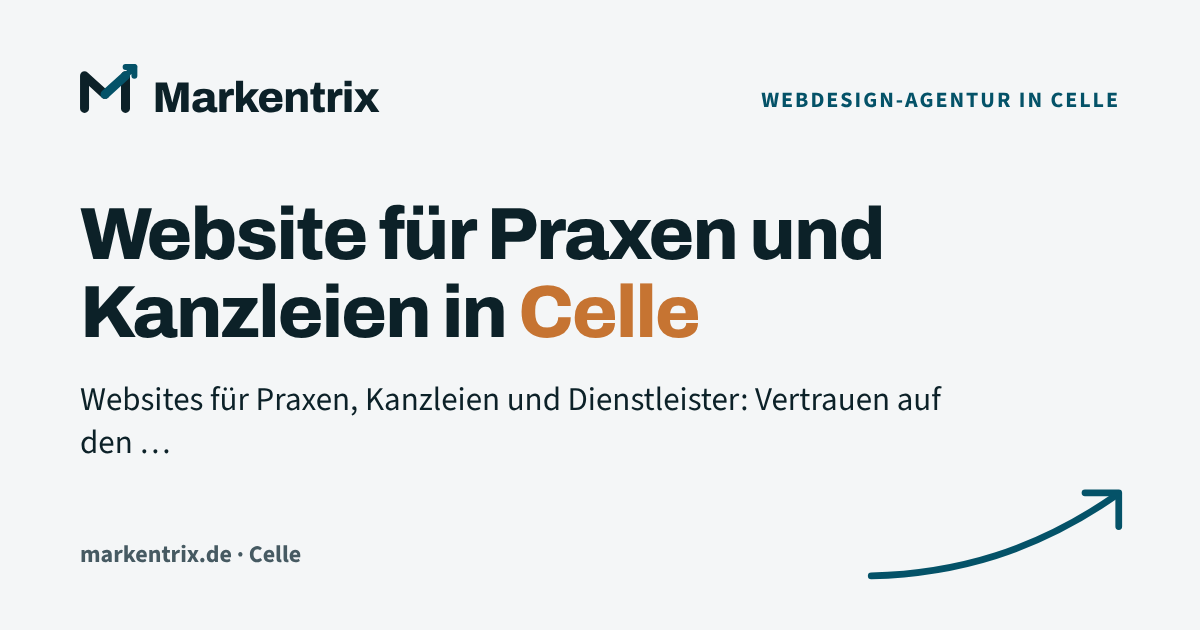 Markentrix
WEBDESIGN-AGENTUR IN CELLE
Website für Praxen und
Kanzleien in Celle
Websites für Praxen, Kanzleien und Dienstleister: Vertrauen auf
den …
markentrix.de · Celle